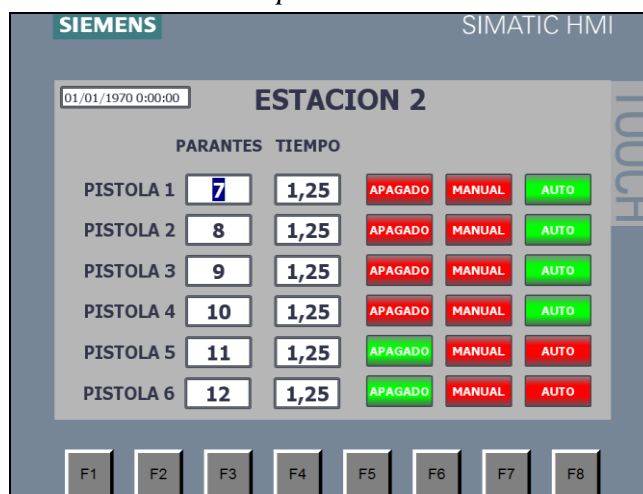 SIEMENS SIMATIC HMI
TOUCH
01/01/1970 0:00:00 ESTACION 2
PARANTES TIEMPO
PISTOLA 1 7 1,25 APAGADO MANUAL AUTO
PISTOLA 2 8 1,25 APAGADO MANUAL AUTO
PISTOLA 3 9 1,25 APAGADO MANUAL AUTO
PISTOLA 4 10 1,25 APAGADO MANUAL AUTO
PISTOLA 5 11 1,25 APAGADO MANUAL AUTO
PISTOLA 6 12 1,25 APAGADO MANUAL AUTO
F1 F2 F3 F4 F5 F6 F7 F8